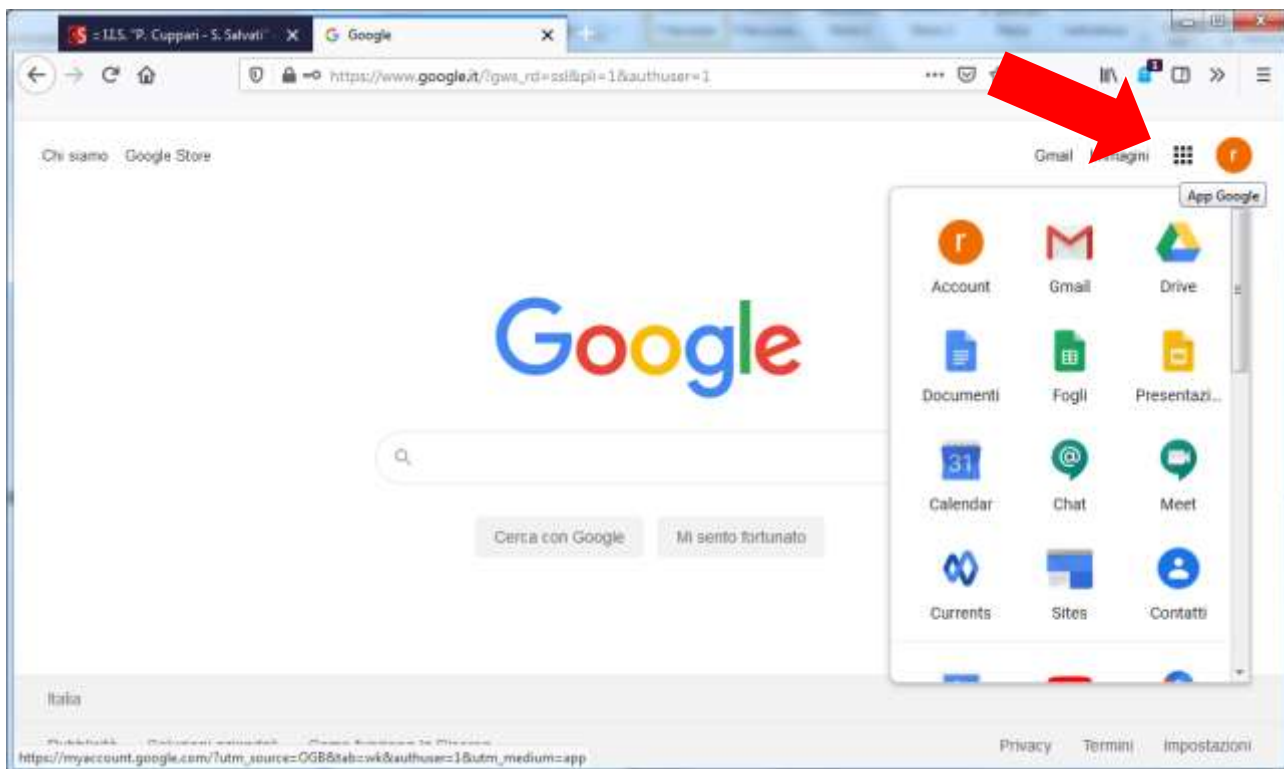 = I.I.S. "P. Cuppari - S. Salvati"
Google
https://www.google.it/?gws_rd=ssl&pli=1&authuser=1
1
Chi siamo Google Store
Gmail
r
App Google
r
Account Gmail Drive
Google
Documenti Fogli Presentazi...
31
Calendar Chat Meet
Cerca con Google Mi sento fortunato
Currents Sites Contatti
Italia
Privacy Termini Impostazioni
https://myaccount.google.com/?utm_source=OGB&tab=wk&authuser=1&utm_medium=app